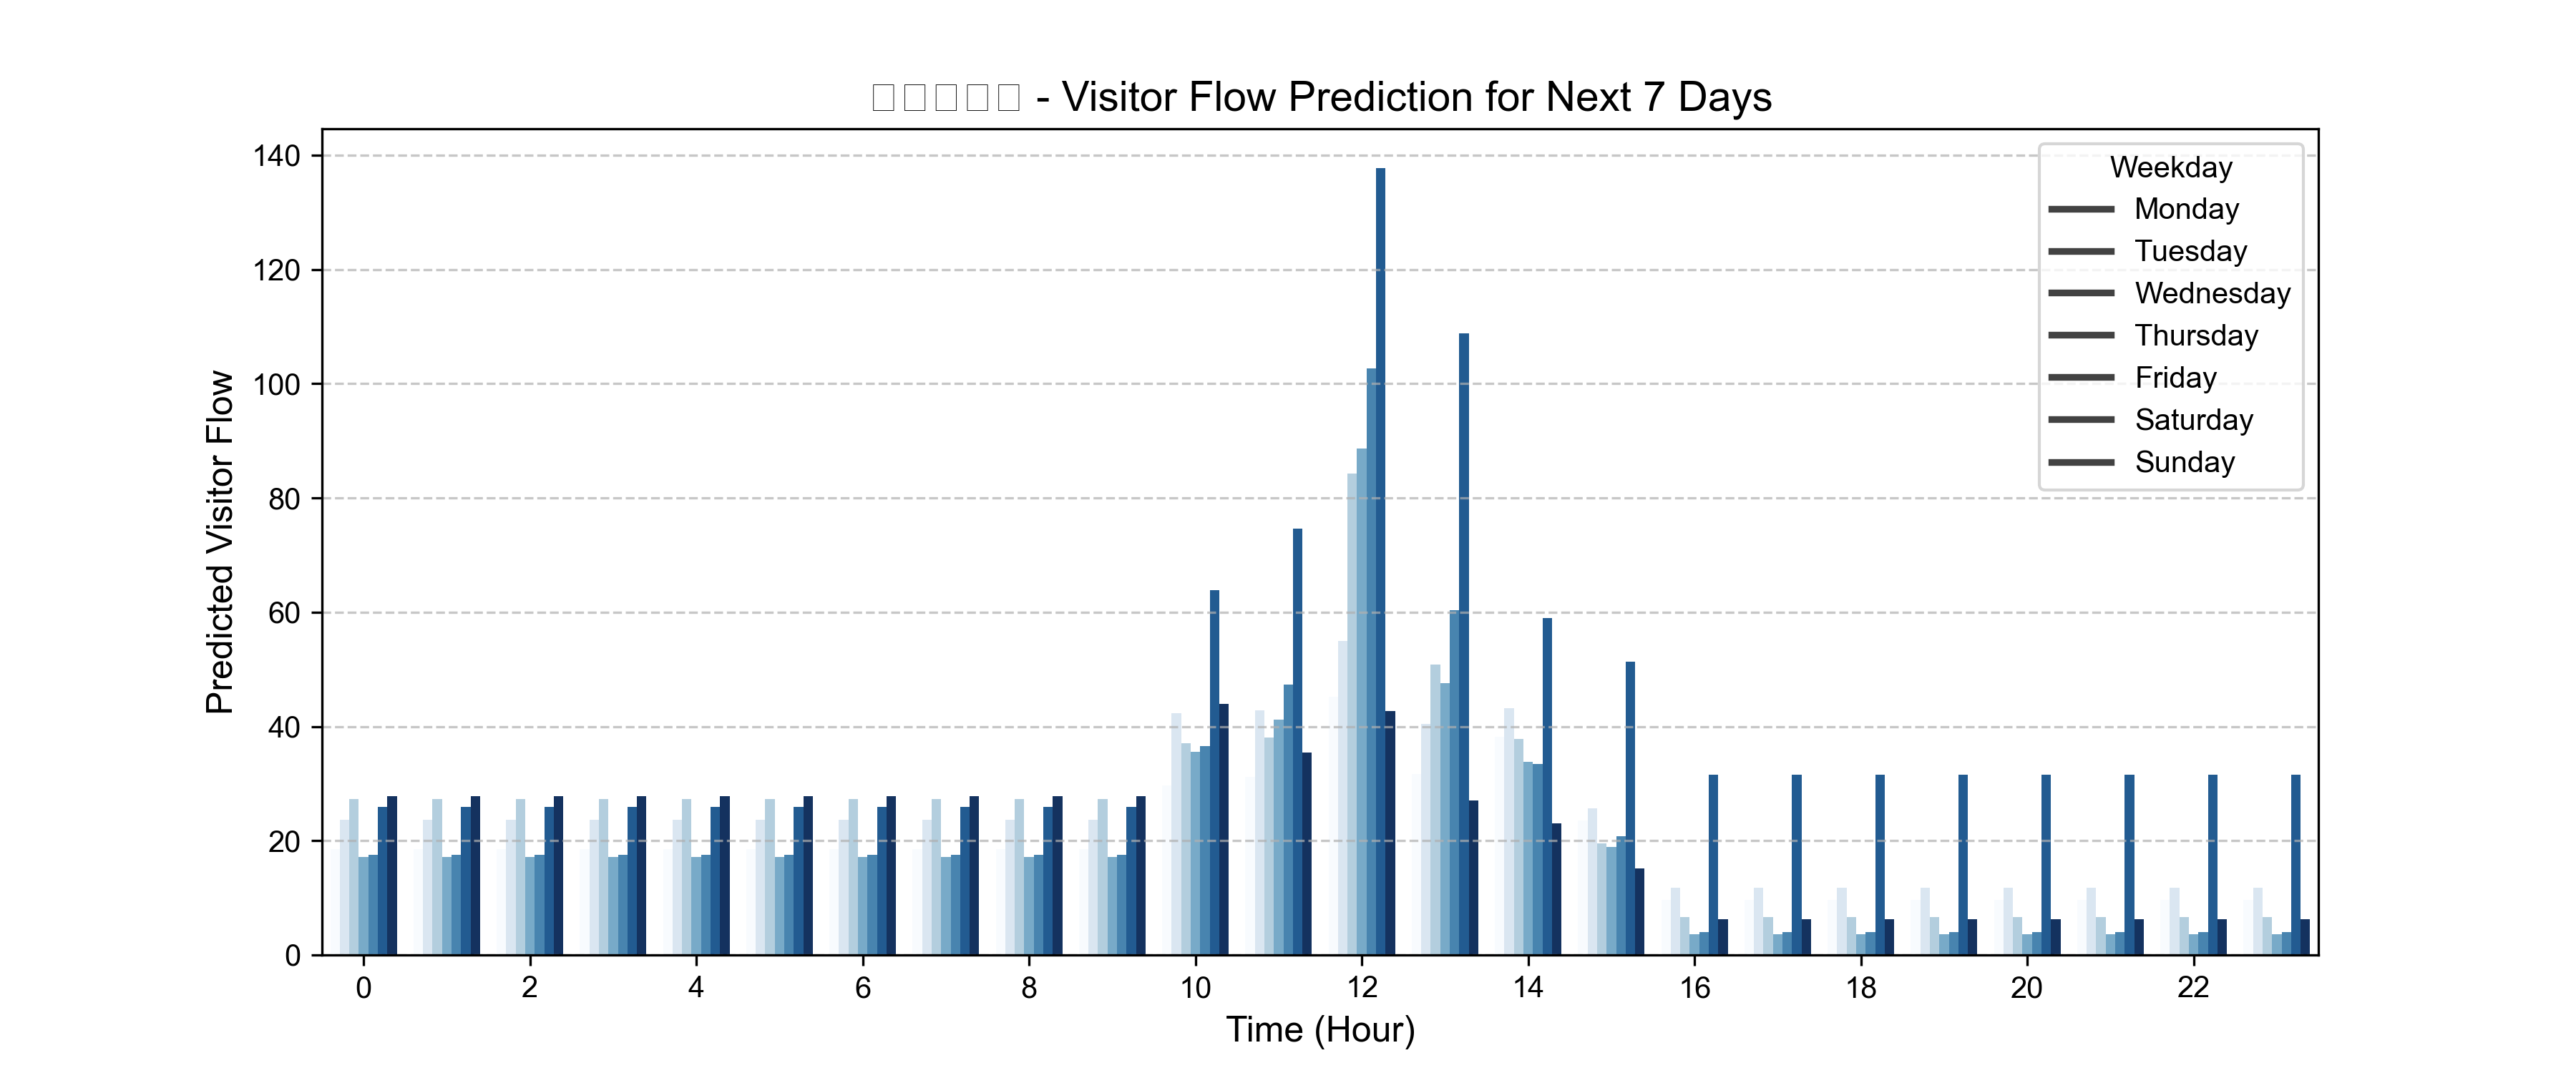 - Visitor Flow Prediction for Next 7 Days
140
120
100
80
60
40
20
0
Predicted Visitor Flow
0 2 4 6 8 10 12 14 16 18 20 22
Time (Hour)
Weekday
Monday
Tuesday
Wednesday
Thursday
Friday
Saturday
Sunday